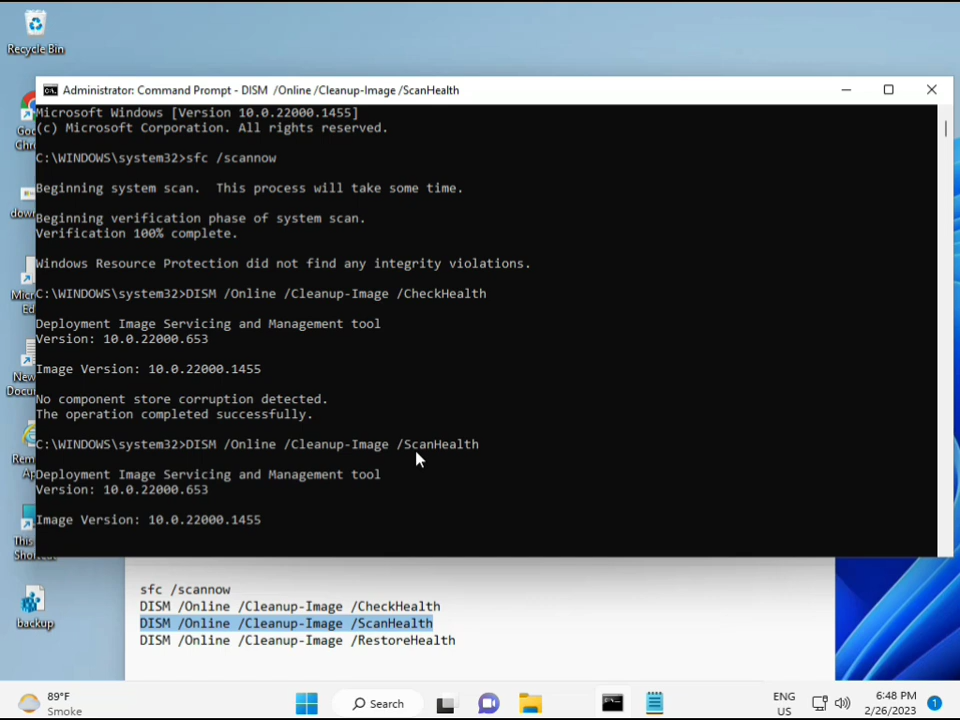 Recycle Bin
Administrator: Command Prompt - DISM  /Online /Cleanup-Image /ScanHealth
Microsoft Windows [Version 10.0.22000.1455]
(c) Microsoft Corporation. All rights reserved.
C:\WINDOWS\system32>sfc /scannow
Beginning system scan.  This process will take some time.
Beginning verification phase of system scan.
Verification 100% complete.
Windows Resource Protection did not find any integrity violations.
C:\WINDOWS\system32>DISM /Online /Cleanup-Image /CheckHealth
Deployment Image Servicing and Management tool
Version: 10.0.22000.653
Image Version: 10.0.22000.1455
No component store corruption detected.
The operation completed successfully.
C:\WINDOWS\system32>DISM /Online /Cleanup-Image /ScanHealth
Deployment Image Servicing and Management tool
Version: 10.0.22000.653
Image Version: 10.0.22000.1455
backup
sfc /scannow
DISM /Online /Cleanup-Image /CheckHealth
DISM /Online /Cleanup-Image /ScanHealth
DISM /Online /Cleanup-Image /RestoreHealth
89°F
Smoke
Search
ENG
US
6:48 PM
2/26/2023
1